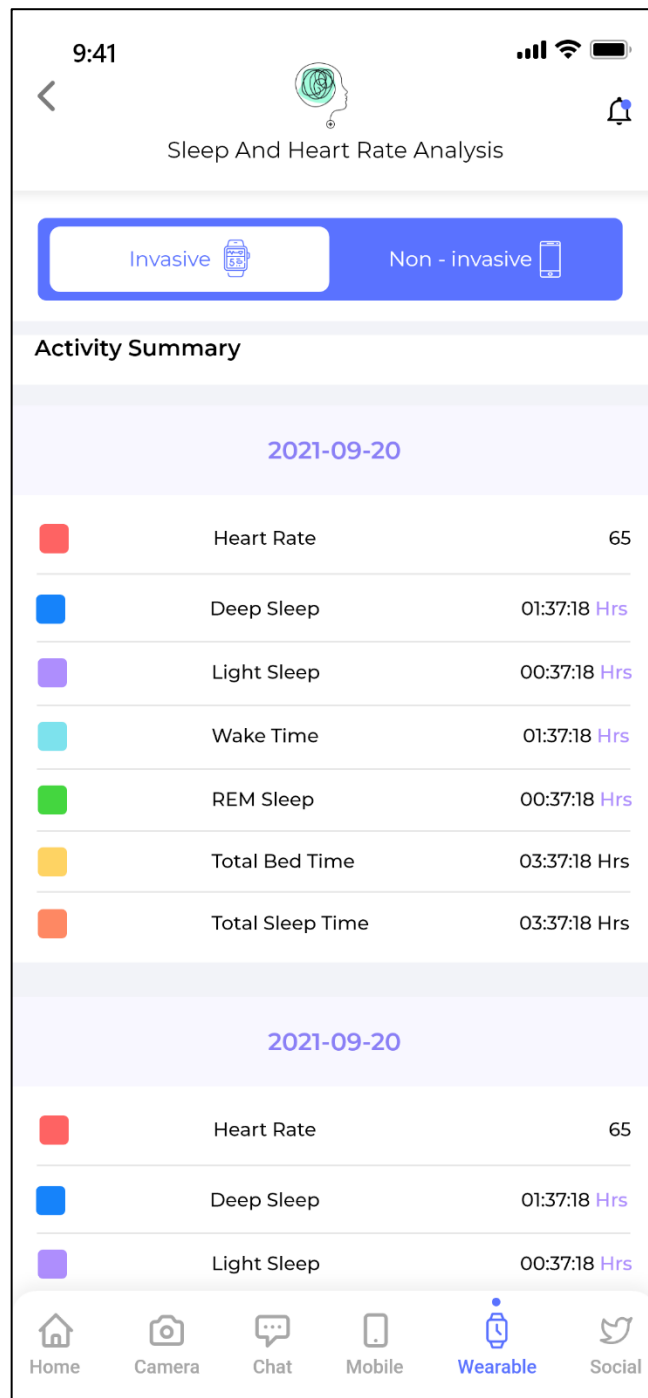 9:41
Sleep And Heart Rate Analysis
Invasive Non - invasive
Activity Summary
2021-09-20
Heart Rate 65
Deep Sleep 01:37:18 Hrs
Light Sleep 00:37:18 Hrs
Wake Time 01:37:18 Hrs
REM Sleep 00:37:18 Hrs
Total Bed Time 03:37:18 Hrs
Total Sleep Time 03:37:18 Hrs
2021-09-20
Heart Rate 65
Deep Sleep 01:37:18 Hrs
Light Sleep 00:37:18 Hrs
Home Camera Chat Mobile Wearable Social